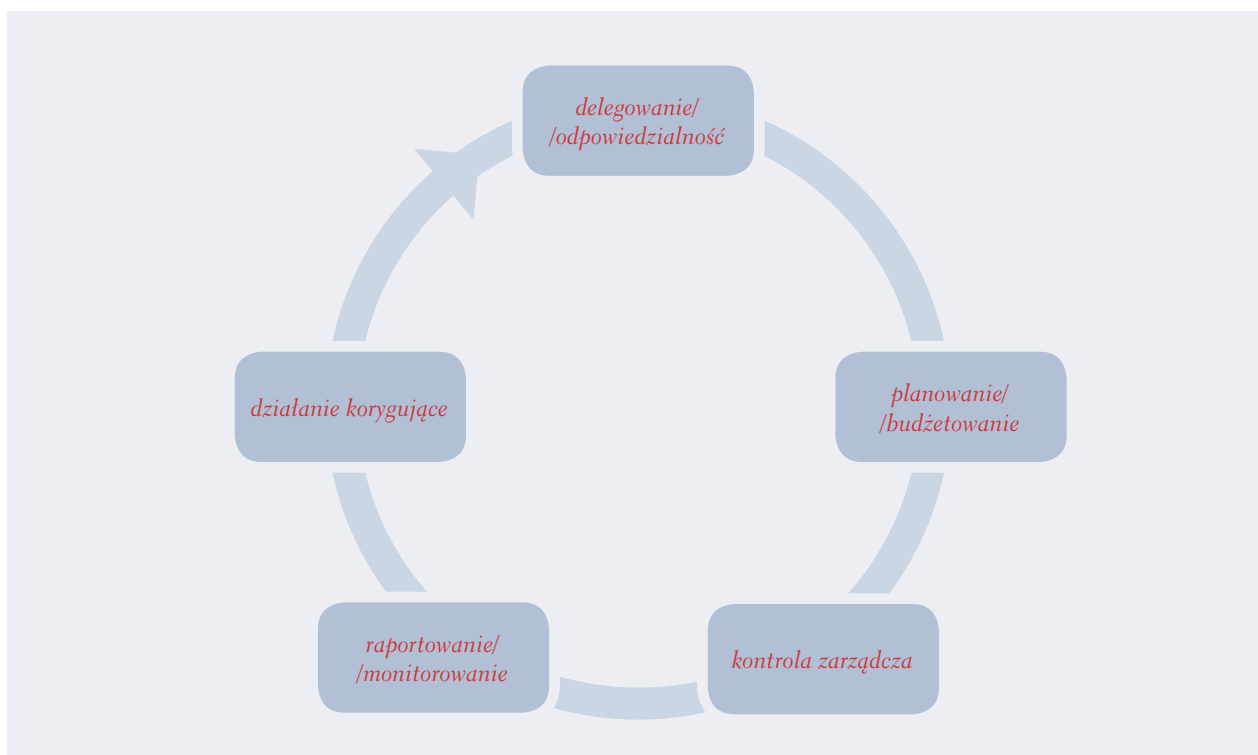 delegowanie/
/odpowiedzialność
planowanie/
/budżetowanie
kontrola zarządcza
raportowanie/
/monitorowanie
działanie korygujące